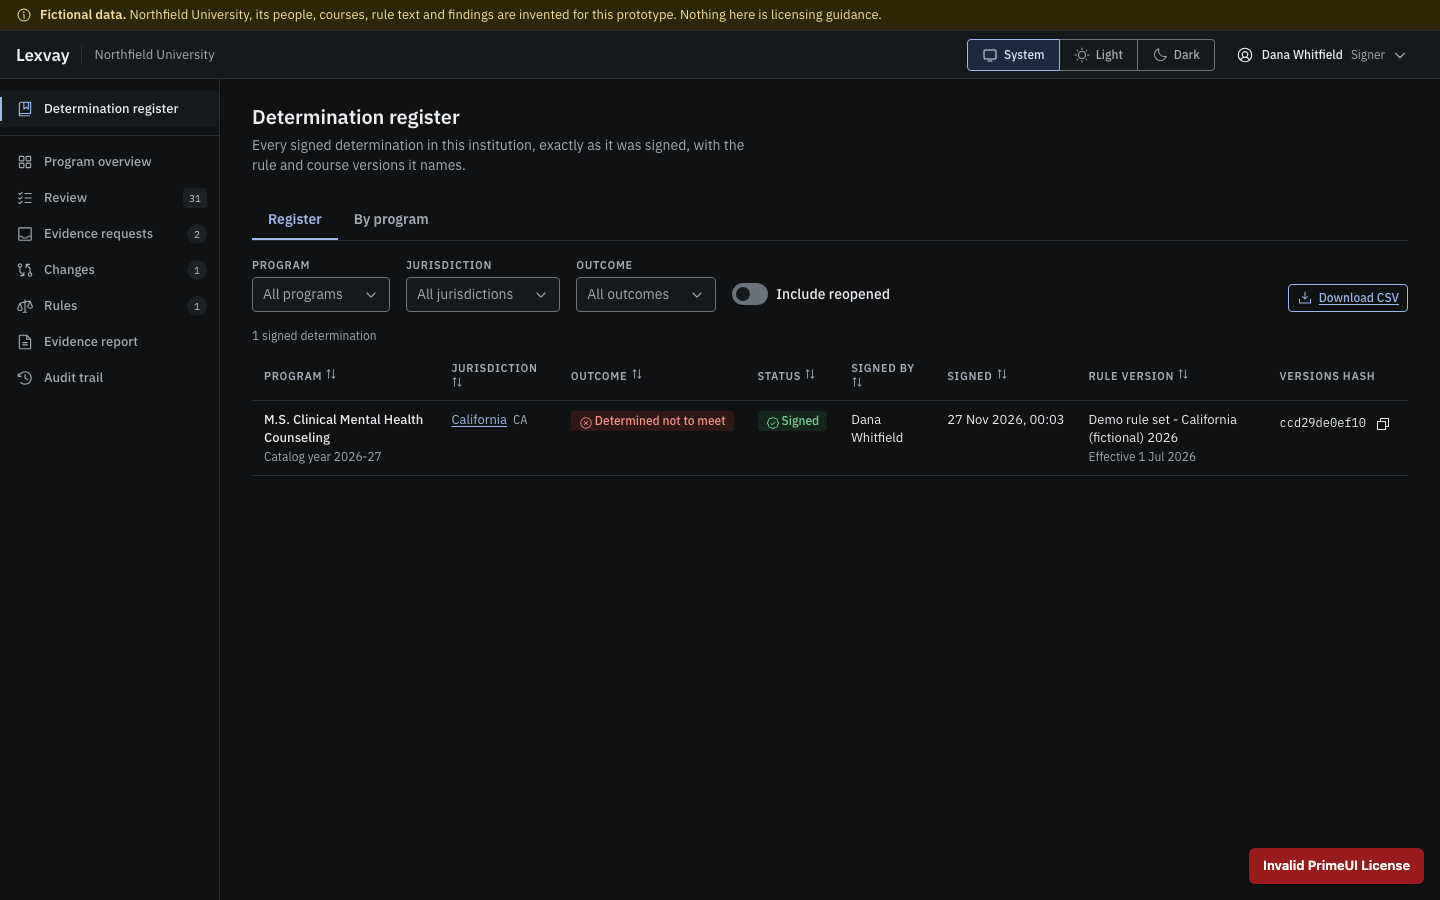 Fictional data. Northfield University, its people, courses, rule text and findings are invented for this prototype. Nothing here is licensing guidance.
Lexvay
Northfield University
System
Light
Dark
Dana Whitfield Signer
Determination register
Program overview
Review 31
Evidence requests 2
Changes 1
Rules 1
Evidence report
Audit trail
Determination register
Every signed determination in this institution, exactly as it was signed, with the
rule and course versions it names.
Register
By program
PROGRAM
JURISDICTION
OUTCOME
All programs
All jurisdictions
All outcomes
Include reopened
Download CSV
1 signed determination
PROGRAM
JURISDICTION
OUTCOME
STATUS
SIGNED BY
SIGNED
RULE VERSION
VERSIONS HASH
M.S. Clinical Mental Health
Counseling
Catalog year 2026-27
California CA
Determined not to meet
Signed
Dana
Whitfield
27 Nov 2026, 00:03
Demo rule set - California
(fictional) 2026
Effective 1 Jul 2026
ccd29de0ef10
Invalid PrimeUI License